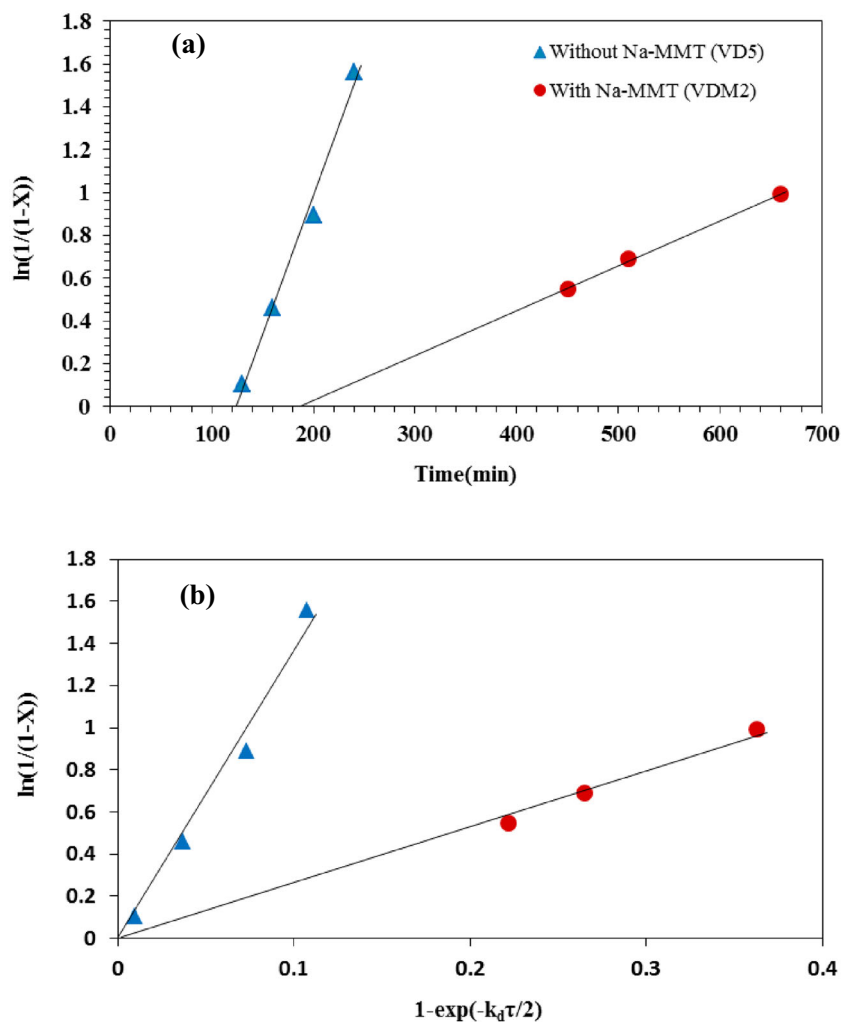 (a)
Without Na-MMT (VD5)
With Na-MMT (VDM2)
1.8
1.6
1.4
1.2
1
0.8
0.6
0.4
0.2
0
ln(1/(1-X))
0 100 200 300 400 500 600 700
Time(min)
(b)
1.8
1.6
1.4
1.2
1
0.8
0.6
0.4
0.2
0
ln(1/(1-X))
0 0.1 0.2 0.3 0.4
1-exp(-k_dτ/2)